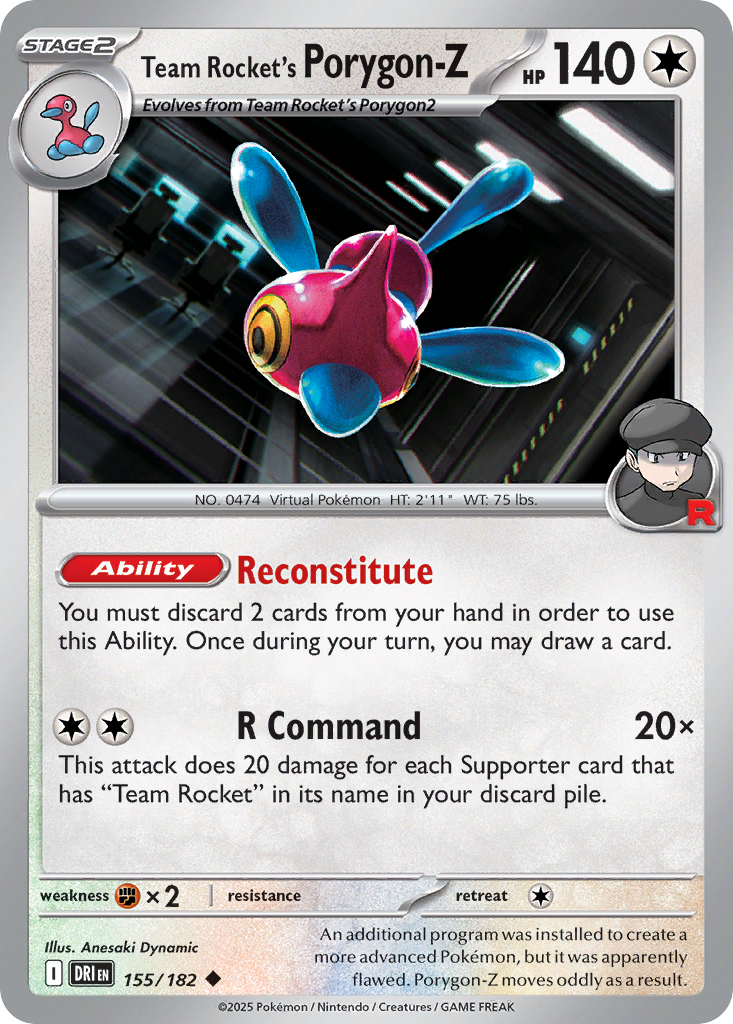 STAGE2
Team Rocket's Porygon-Z HP 140
Evolves from Team Rocket's Porygon2
R
NO. 0474 Virtual Pokémon HT: 2'11" WT: 75 lbs.
Ability Reconstitute
You must discard 2 cards from your hand in order to use
this Ability. Once during your turn, you may draw a card.
R Command 20×
This attack does 20 damage for each Supporter card that
has “Team Rocket” in its name in your discard pile.
weakness ×2 resistance retreat
Illus. Anesaki Dynamic
I DRI EN 155/182
An additional program was installed to create a
more advanced Pokémon, but it was apparently
flawed. Porygon-Z moves oddly as a result.
©2025 Pokémon / Nintendo / Creatures / GAME FREAK